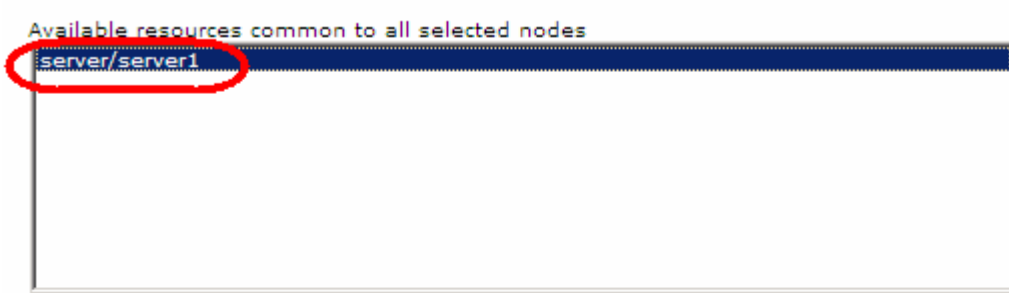 Available resources common to all selected nodes
server/server1